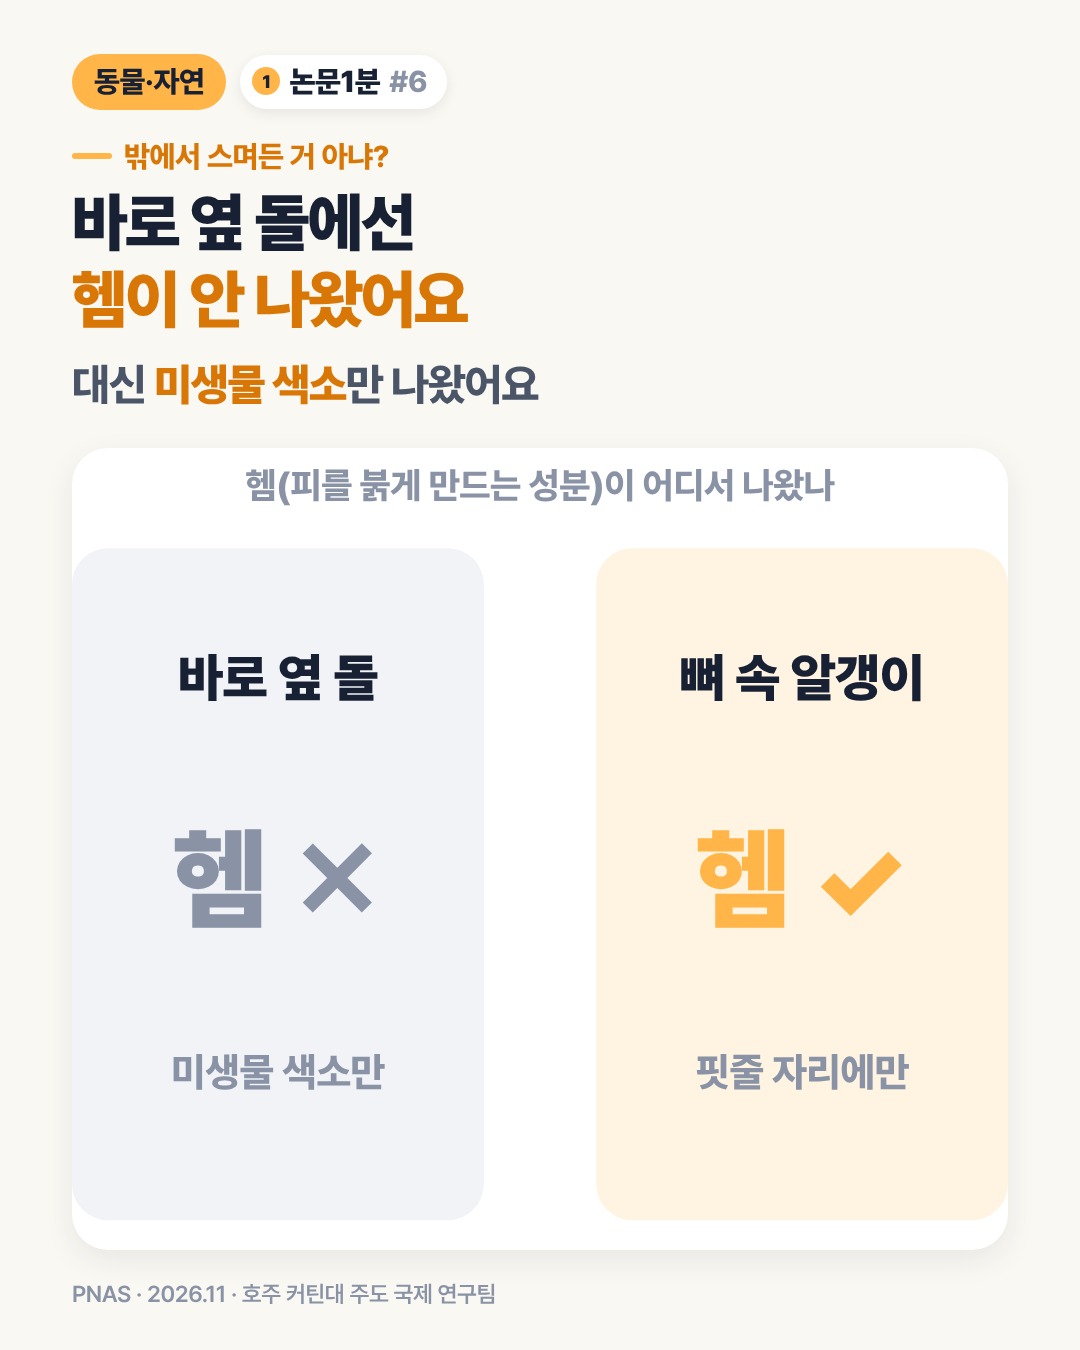 동물·자연
1 논문1분 #6
밖에서 스며든 거 아냐?
바로 옆 돌에선
헴이 안 나왔어요
대신 미생물 색소만 나왔어요
헴(피를 붉게 만드는 성분)이 어디서 나왔나
바로 옆 돌
헴 ✕
미생물 색소만
뼈 속 알갱이
헴 ✓
핏줄 자리에만
PNAS · 2026.11 · 호주 커틴대 주도 국제 연구팀